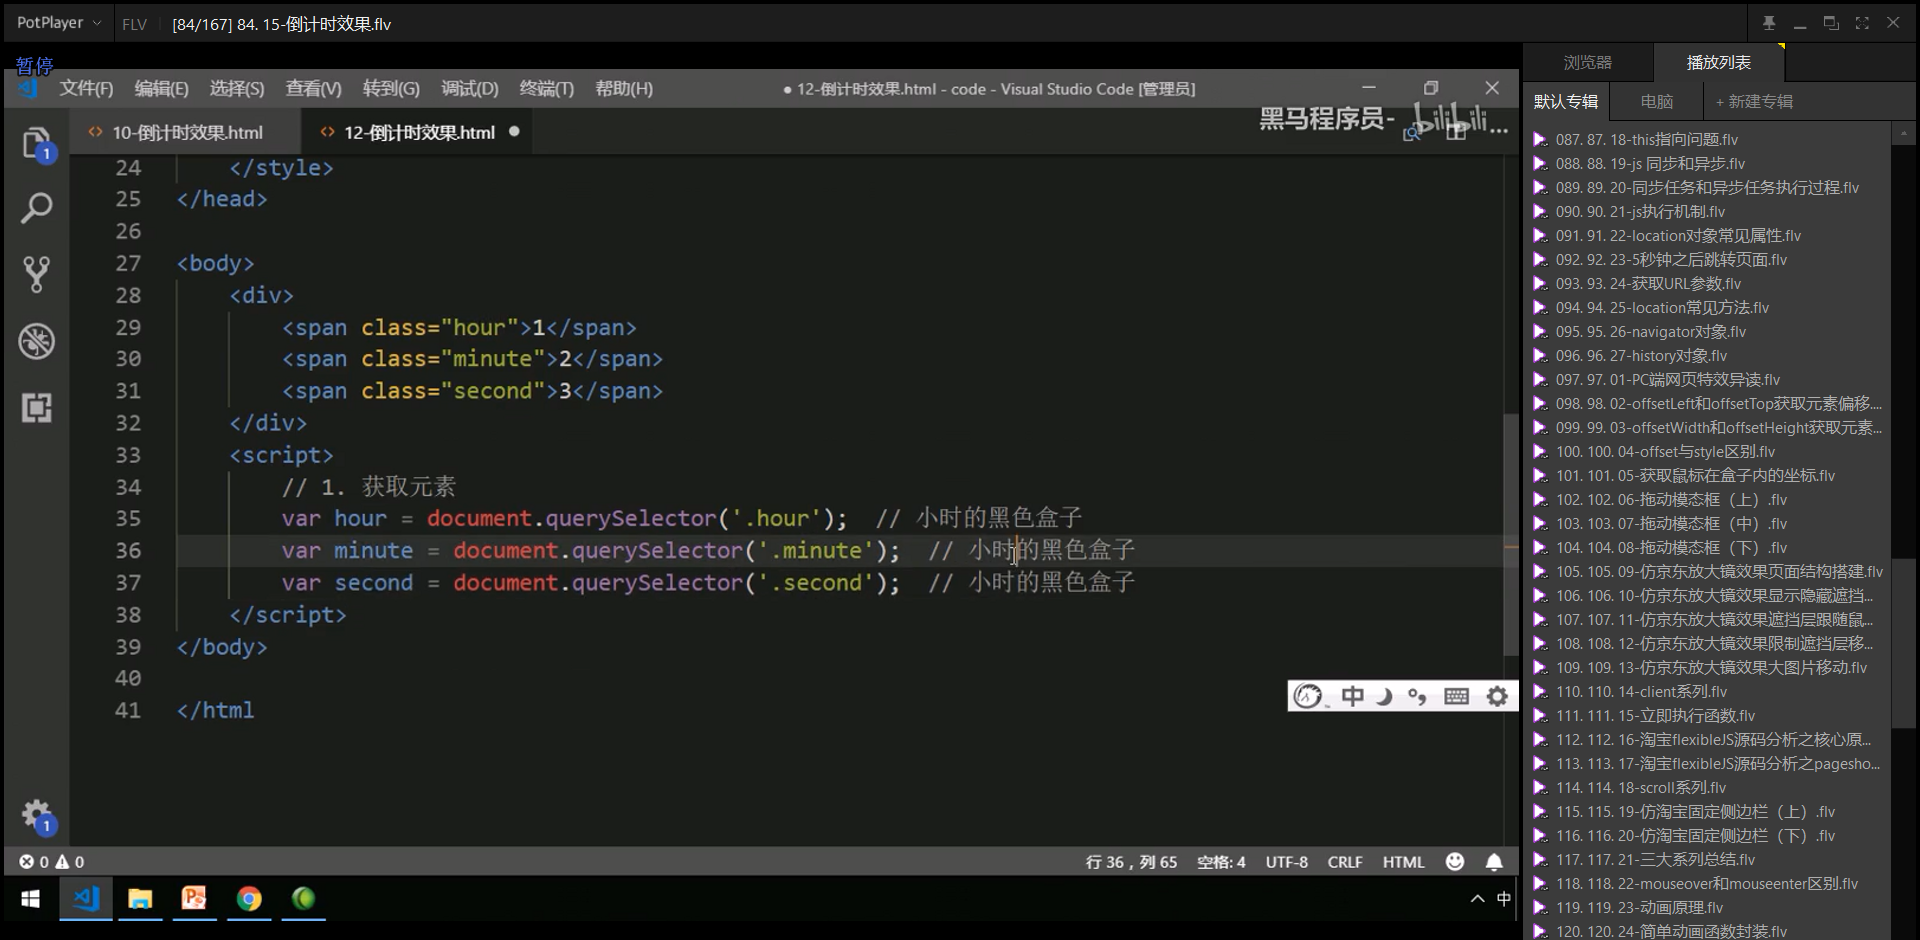 PotPlayer
FLV
[84/167] 84. 15-倒计时效果.flv
暂停
文件(F) 编辑(E) 选择(S) 查看(V) 转到(G) 调试(D) 终端(T) 帮助(H)
● 12-倒计时效果.html - code - Visual Studio Code [管理员]
10-倒计时效果.html
12-倒计时效果.html ●
黑马程序员- bilibili
24 </style>
25 </head>
26
27 <body>
28 <div>
29 <span class="hour">1</span>
30 <span class="minute">2</span>
31 <span class="second">3</span>
32 </div>
33 <script>
34 // 1. 获取元素
35 var hour = document.querySelector('.hour'); // 小时的黑色盒子
36 var minute = document.querySelector('.minute'); // 小时的黑色盒子
37 var second = document.querySelector('.second'); // 小时的黑色盒子
38 </script>
39 </body>
40
41 </html
1
1
中
0 0
行 36，列 65 空格: 4 UTF-8 CRLF HTML
中
浏览器 播放列表
默认专辑 电脑 + 新建专辑
087. 87. 18-this指向问题.flv
088. 88. 19-js 同步和异步.flv
089. 89. 20-同步任务和异步任务执行过程.flv
090. 90. 21-js执行机制.flv
091. 91. 22-location对象常见属性.flv
092. 92. 23-5秒钟之后跳转页面.flv
093. 93. 24-获取URL参数.flv
094. 94. 25-location常见方法.flv
095. 95. 26-navigator对象.flv
096. 96. 27-history对象.flv
097. 97. 01-PC端网页特效导读.flv
098. 98. 02-offsetLeft和offsetTop获取元素偏移...
099. 99. 03-offsetWidth和offsetHeight获取元素...
100. 100. 04-offset与style区别.flv
101. 101. 05-获取鼠标在盒子内的坐标.flv
102. 102. 06-拖动模态框（上）.flv
103. 103. 07-拖动模态框（中）.flv
104. 104. 08-拖动模态框（下）.flv
105. 105. 09-仿京东放大镜效果页面结构搭建.flv
106. 106. 10-仿京东放大镜效果显示隐藏遮挡...
107. 107. 11-仿京东放大镜效果遮挡层跟随鼠...
108. 108. 12-仿京东放大镜效果限制遮挡层移...
109. 109. 13-仿京东放大镜效果大图片移动.flv
110. 110. 14-client系列.flv
111. 111. 15-立即执行函数.flv
112. 112. 16-淘宝flexibleJS源码分析之核心原...
113. 113. 17-淘宝flexibleJS源码分析之pagesho...
114. 114. 18-scroll系列.flv
115. 115. 19-仿淘宝固定侧边栏（上）.flv
116. 116. 20-仿淘宝固定侧边栏（下）.flv
117. 117. 21-三大系列总结.flv
118. 118. 22-mouseover和mouseenter区别.flv
119. 119. 23-动画原理.flv
120. 120. 24-简单动画函数封装.flv